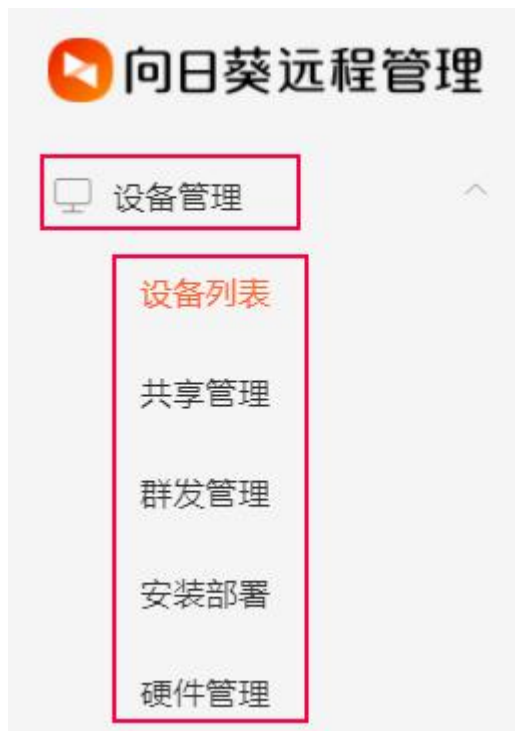 向日葵远程管理
设备管理
设备列表
共享管理
群发管理
安装部署
硬件管理